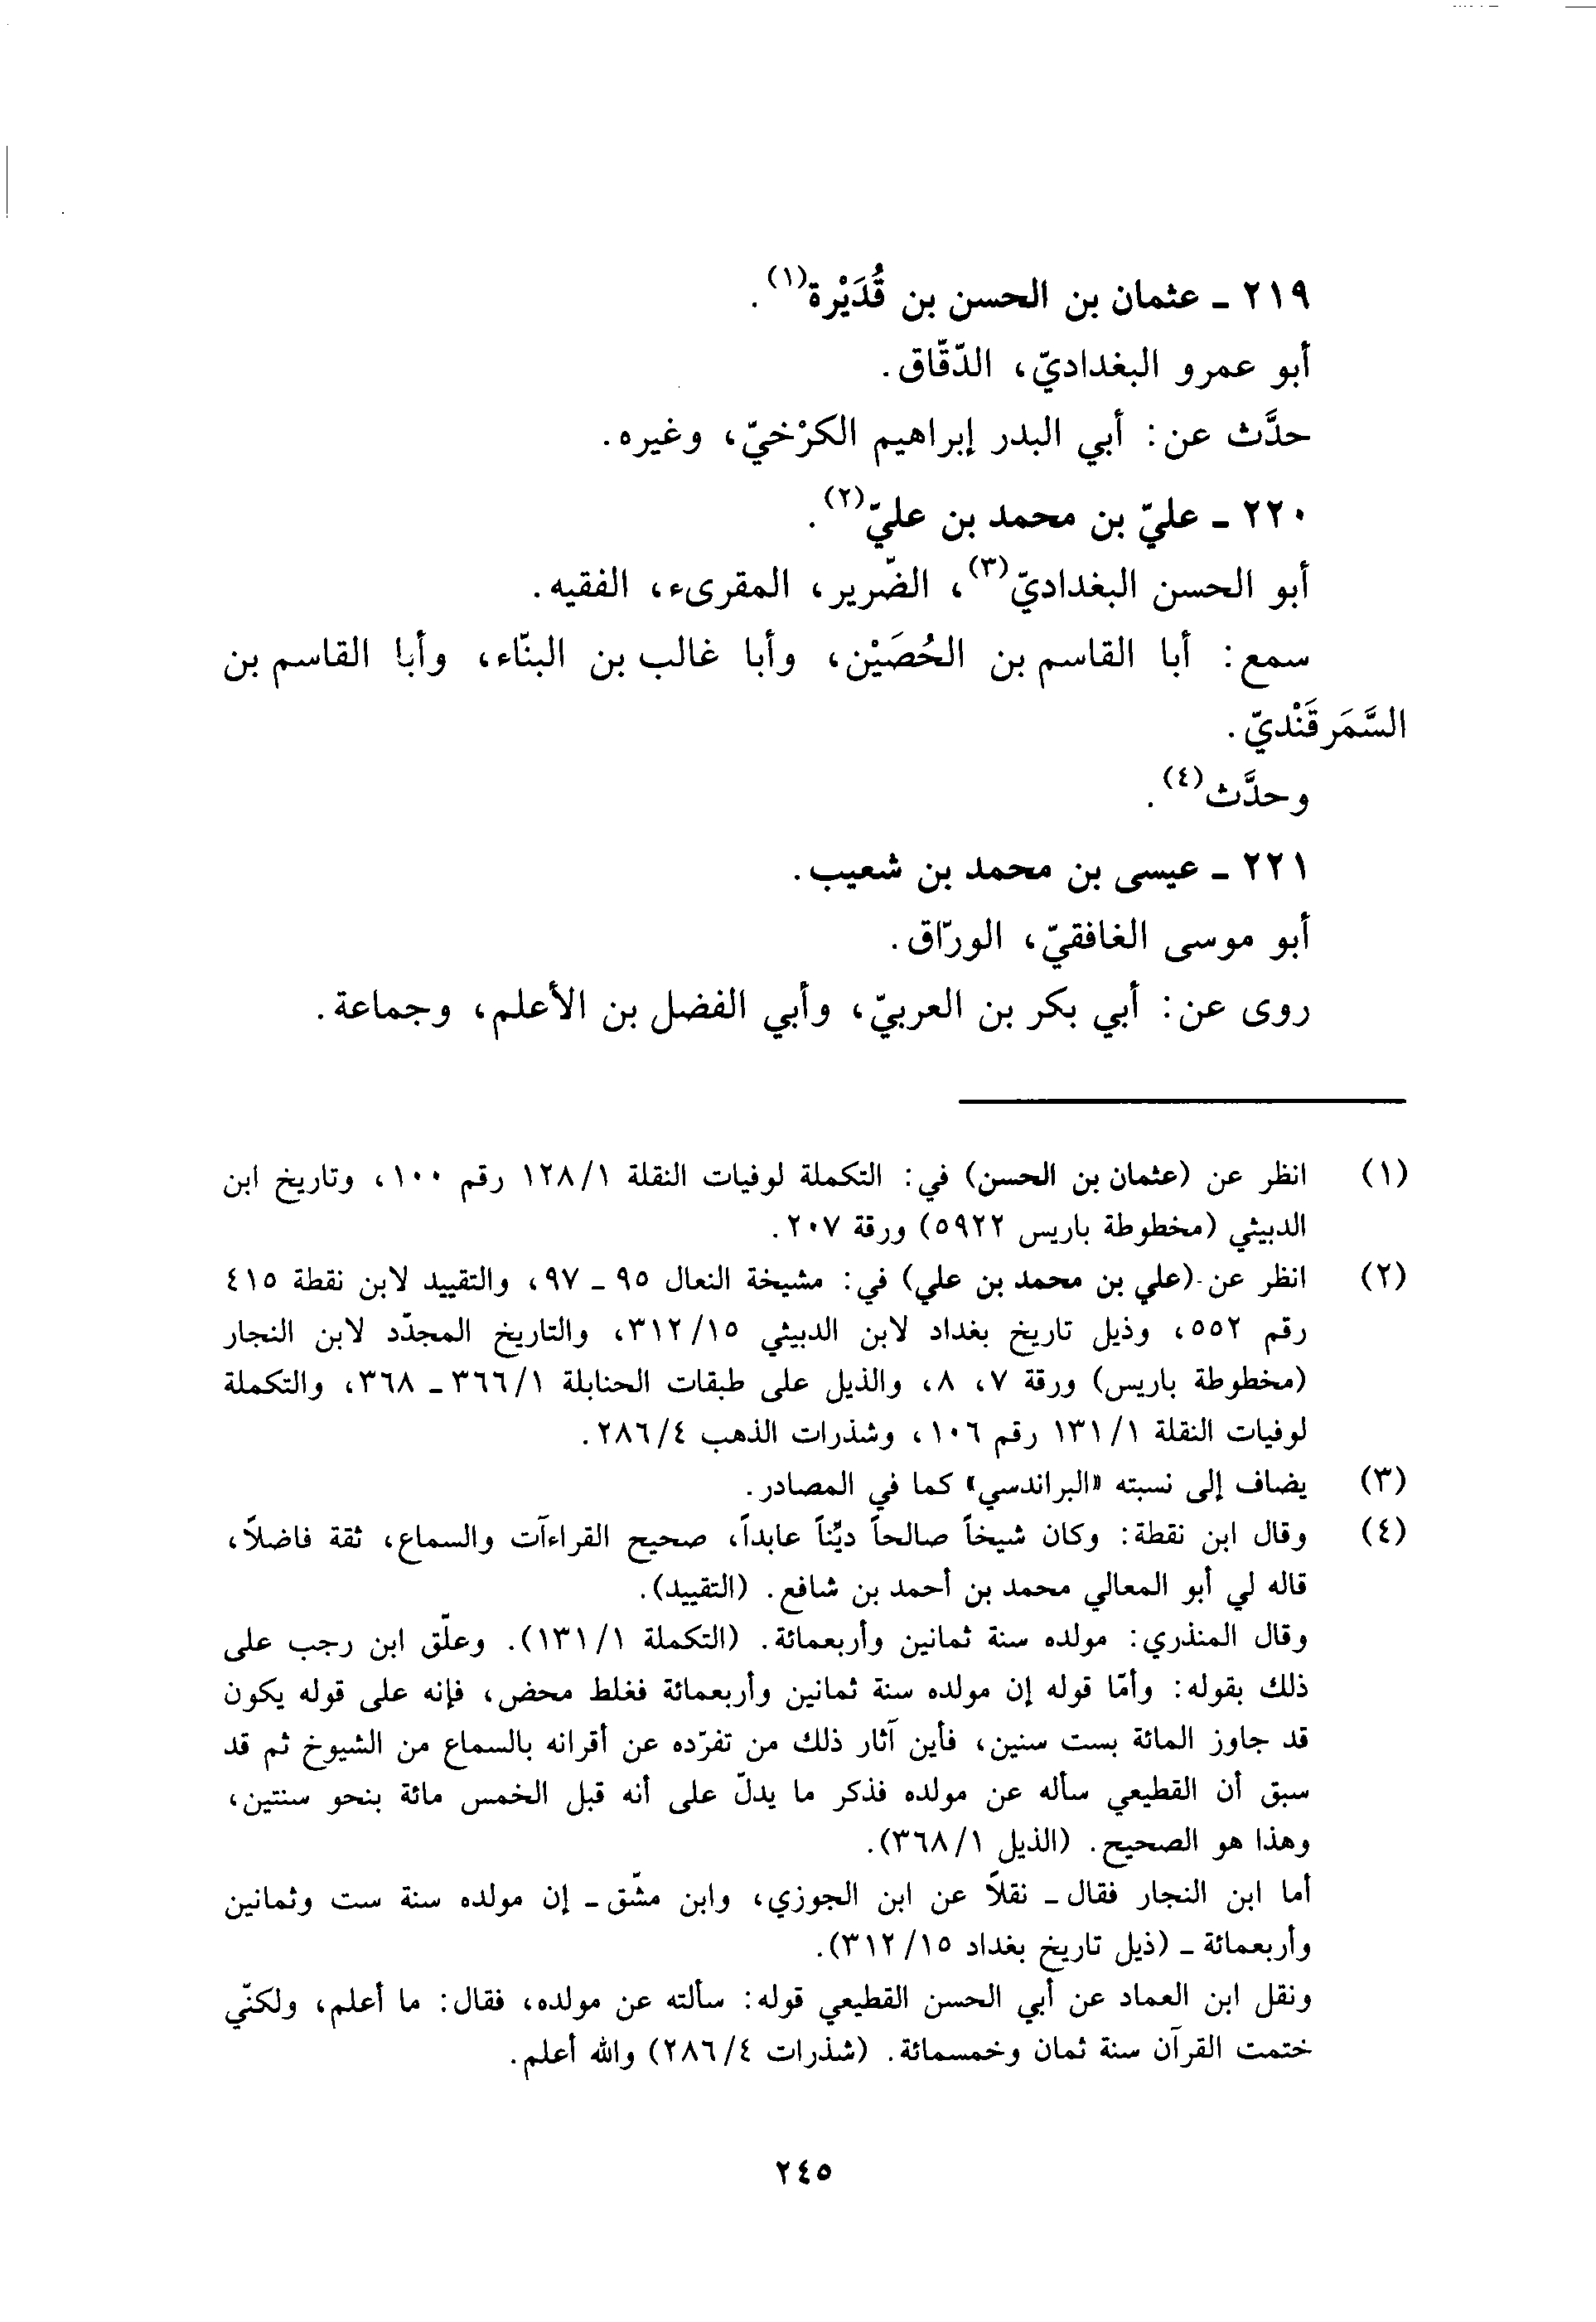 ٢١٩ ـ عثمان بن الحسن بن قُدَيْرة(١).
أبو عمرو البغداديّ، الدّقّاق.
حدَّث عن: أبي البدر إبراهيم الكرْخيّ، وغيره.
٢٢٠ ـ عليّ بن محمد بن عليّ(٢).
أبو الحسن البغداديّ(٣)، الضّرير، المقرىء، الفقيه.
سمع: أبا القاسم بن الحُصَيْن، وأبا غالب بن البنّاء، وأبا القاسم بن
السَّمَرقَنْديّ.
وحدَّث(٤).
٢٢١ ـ عيسى بن محمد بن شعيب.
أبو موسى الغافقيّ، الورّاق.
روى عن: أبي بكر بن العربيّ، وأبي الفضل بن الأعلم، وجماعة.
(١) انظر عن (عثمان بن الحسن) في: التكملة لوفيات النقلة ١/١٢٨ رقم ١٠٠، وتاريخ ابن
الدبيثي (مخطوطة باريس ٥٩٢٢) ورقة ٢٠٧.
(٢) انظر عن (علي بن محمد بن علي) في: مشيخة النعال ٩٥ ـ ٩٧، والتقييد لابن نقطة ٤١٥
رقم ٥٥٢، وذيل تاريخ بغداد لابن الدبيثي ١٥/٣١٢، والتاريخ المجدّد لابن النجار
(مخطوطة باريس) ورقة ٧، ٨، والذيل على طبقات الحنابلة ١/٣٦٦ ـ ٣٦٨، والتكملة
لوفيات النقلة ١/١٣١ رقم ١٠٦، وشذرات الذهب ٤/٢٨٦.
(٣) يضاف إلى نسبته «البراندسي» كما في المصادر.
(٤) وقال ابن نقطة: وكان شيخاً صالحاً ديّناً عابداً، صحيح القراءآت والسماع، ثقة فاضلاً،
قاله لي أبو المعالي محمد بن أحمد بن شافع. (التقييد).
وقال المنذري: مولده سنة ثمانين وأربعمائة. (التكملة ١/١٣١). وعلّق ابن رجب على
ذلك بقوله: وأمّا قوله إن مولده سنة ثمانين وأربعمائة فغلط محض، فإنه على قوله يكون
قد جاوز المائة بست سنين، فأين آثار ذلك من تفرّده عن أقرانه بالسماع من الشيوخ ثم قد
سبق أن القطيعي سأله عن مولده فذكر ما يدلّ على أنه قبل الخمس مائة بنحو سنتين،
وهذا هو الصحيح. (الذيل ١/٣٦٨).
أما ابن النجار فقال ـ نقلاً عن ابن الجوزي، وابن مشّق ـ إن مولده سنة ست وثمانين
وأربعمائة ـ (ذيل تاريخ بغداد ١٥/٣١٢).
ونقل ابن العماد عن أبي الحسن القطيعي قوله: سألته عن مولده، فقال: ما أعلم، ولكنّي
ختمت القرآن سنة ثمان وخمسمائة. (شذرات ٤/٢٨٦) والله أعلم.
٢٤٥